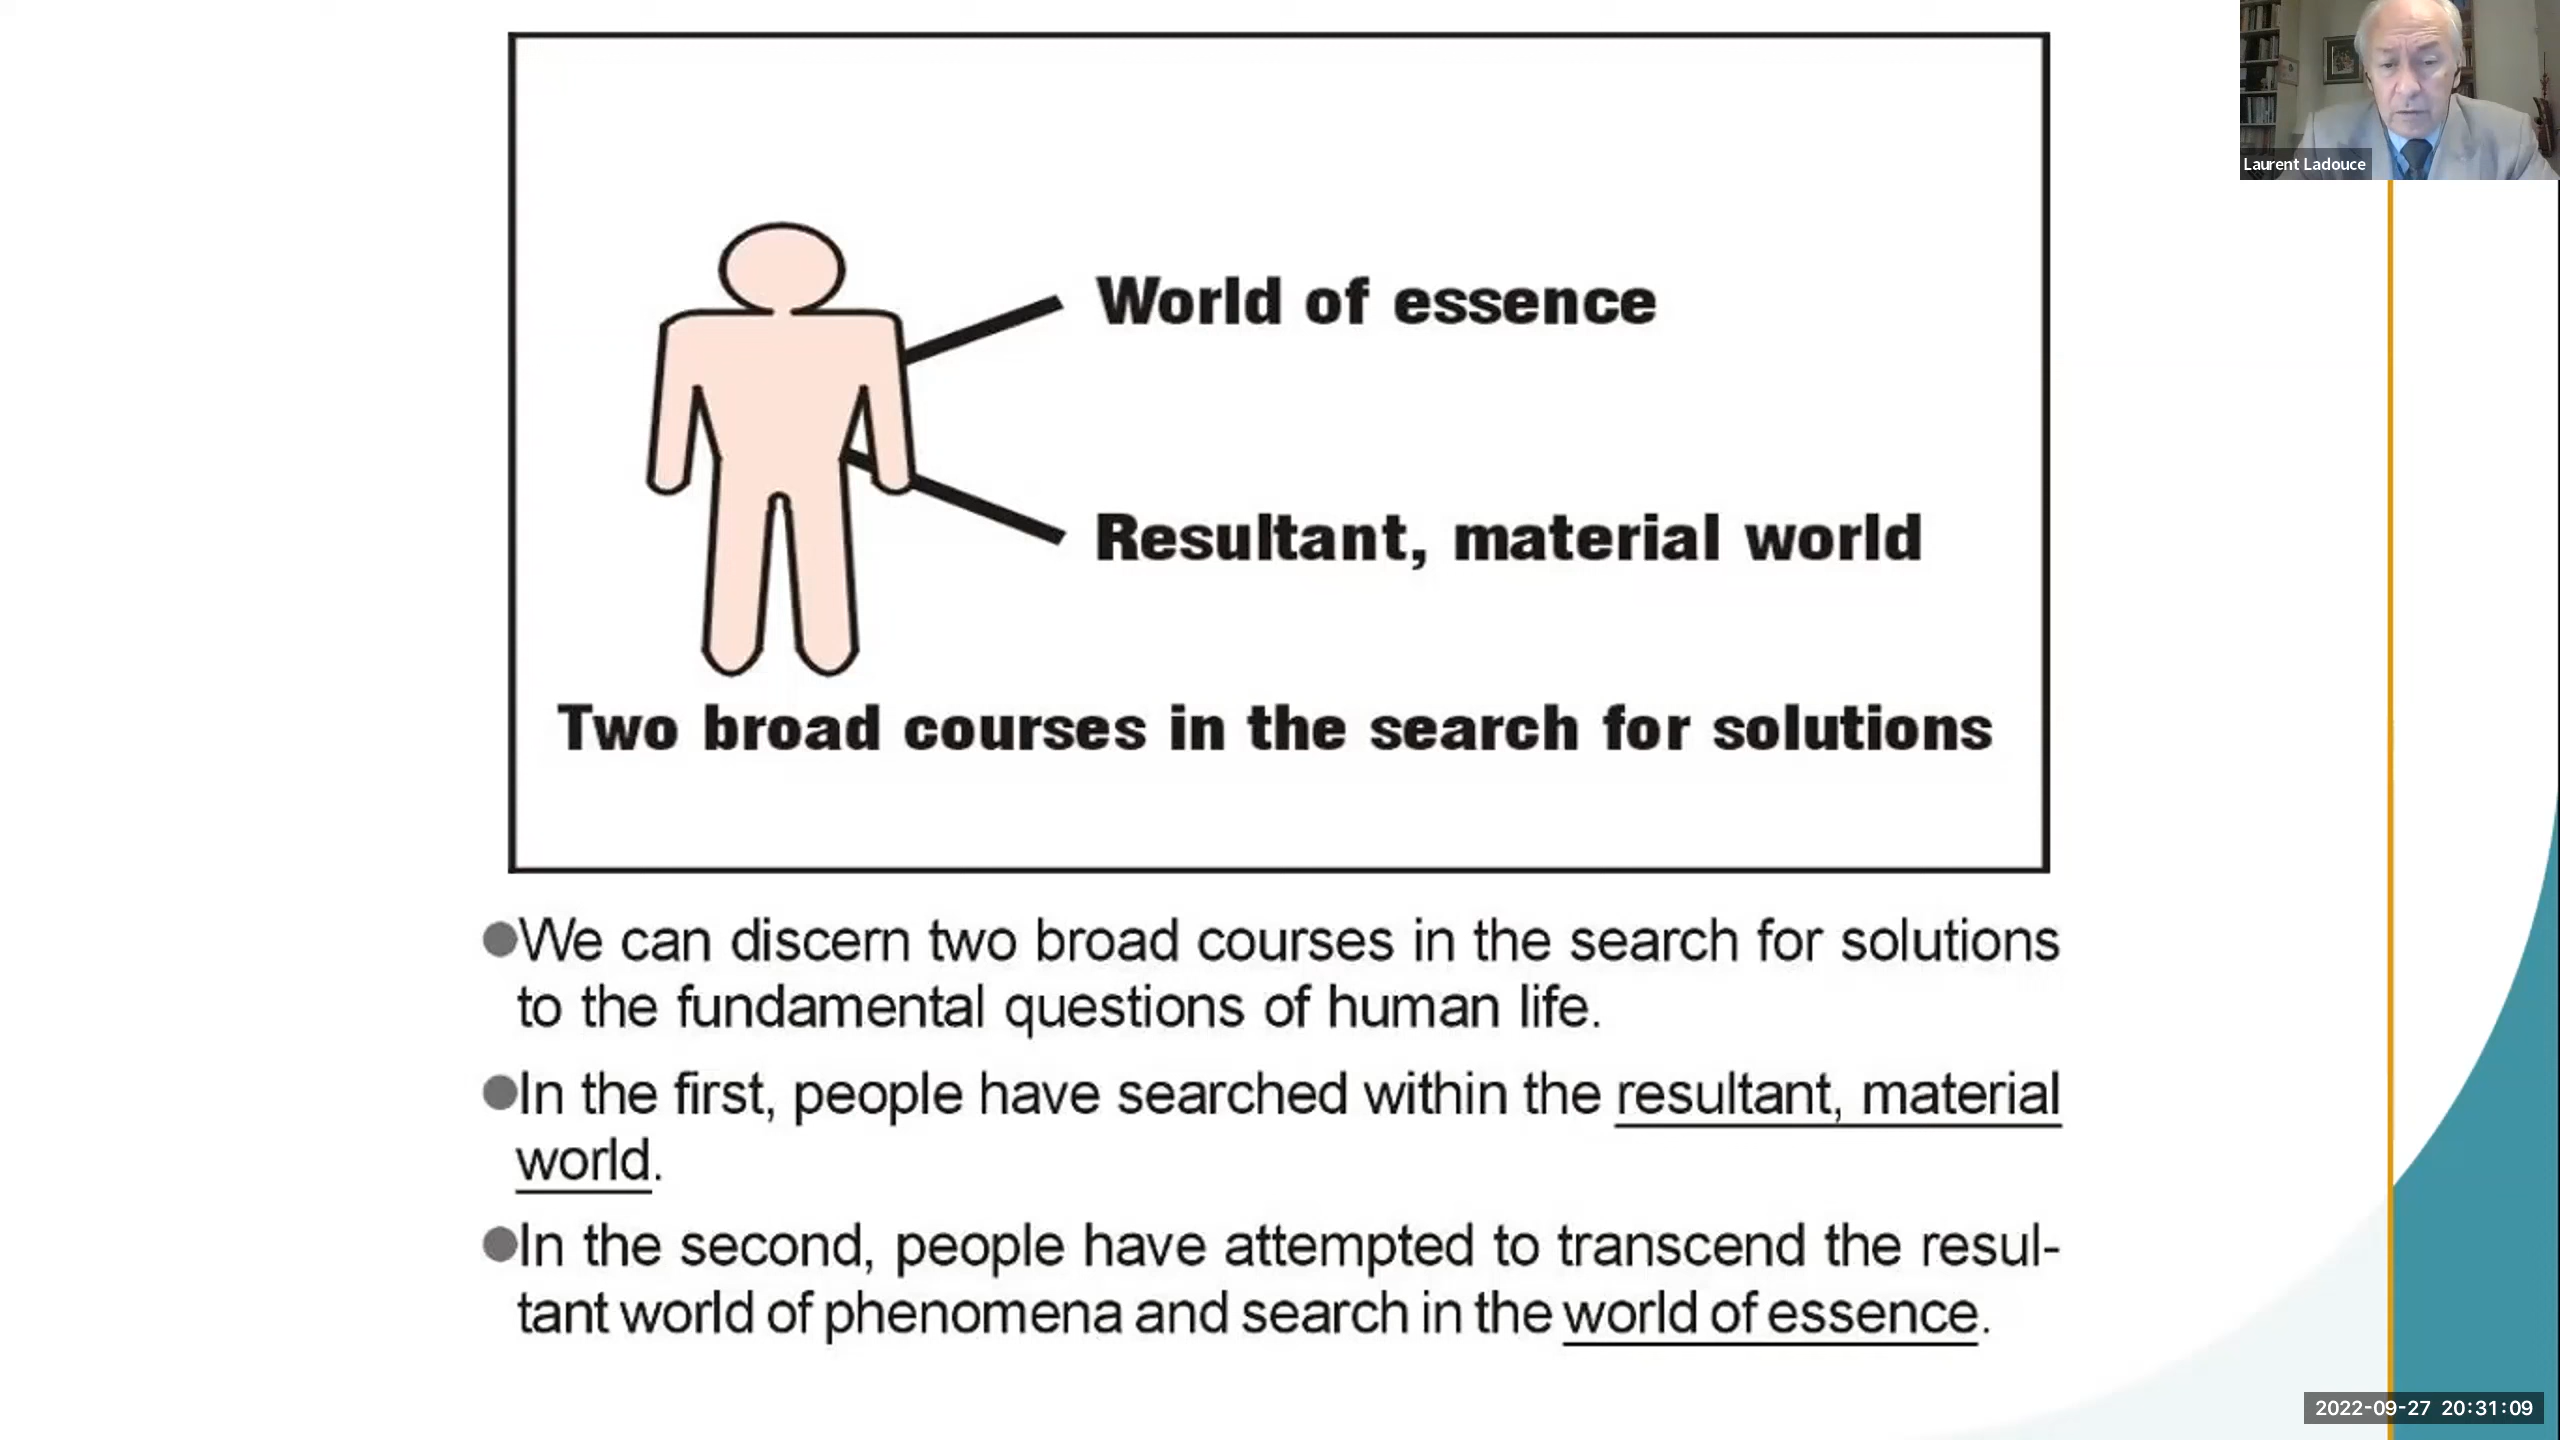 Laurent Ladouce
World of essence
Resultant, material world
Two broad courses in the search for solutions
●We can discern two broad courses in the search for solutions
to the fundamental questions of human life.
●In the first, people have searched within the resultant, material
world.
●In the second, people have attempted to transcend the resul-
tant world of phenomena and search in the world of essence.
2022-09-27 20:31:09